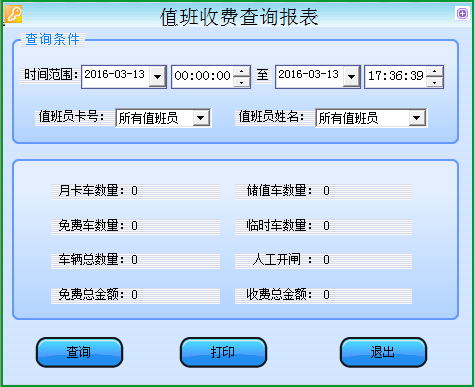 值班收费查询报表
查询条件
时间范围: 2016-03-13 00:00:00 至 2016-03-13 17:36:39
值班员卡号: 所有值班员 值班员姓名: 所有值班员
月卡车数量: 0 储值车数量: 0
免费车数量: 0 临时车数量: 0
车辆总数量: 0 人工开闸 : 0
免费总金额: 0 收费总金额: 0
查询 打印 退出